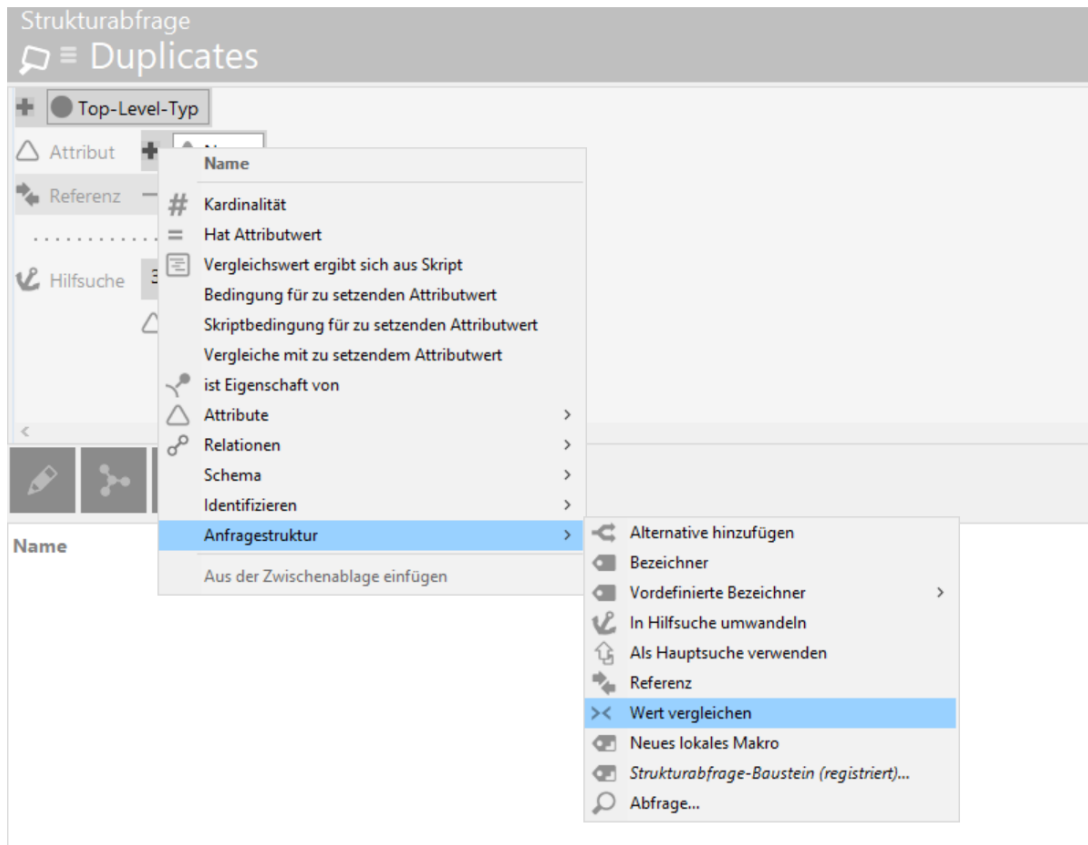 Strukturabfrage
Duplicates
Top-Level-Typ
Attribut
Name
Referenz
Kardinalität
Hat Attributwert
Hilfsuche
Vergleichswert ergibt sich aus Skript
Bedingung für zu setzenden Attributwert
Skriptbedingung für zu setzenden Attributwert
Vergleiche mit zu setzendem Attributwert
ist Eigenschaft von
Attribute
Relationen
Schema
Identifizieren
Anfragestruktur
Aus der Zwischenablage einfügen
Name
Alternative hinzufügen
Bezeichner
Vordefinierte Bezeichner
In Hilfsuche umwandeln
Als Hauptsuche verwenden
Referenz
Wert vergleichen
Neues lokales Makro
Strukturabfrage-Baustein (registriert)...
Abfrage...